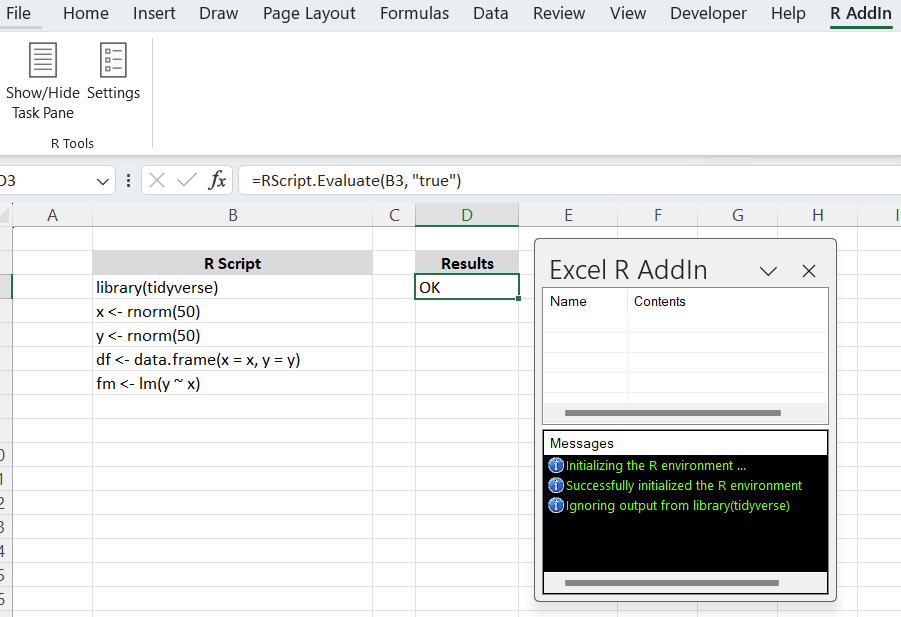 File Home Insert Draw Page Layout Formulas Data Review View Developer Help R AddIn
Show/Hide Task Pane
Settings
R Tools
D3 fx =RScript.Evaluate(B3, "true")
A B C D E F G H I
R Script Results
library(tidyverse) OK
x <- rnorm(50)
y <- rnorm(50)
df <- data.frame(x = x, y = y)
fm <- lm(y ~ x)
0
1
2
3
4
5
6
Excel R AddIn
Name Contents
Messages
Initializing the R environment ...
Successfully initialized the R environment
Ignoring output from library(tidyverse)